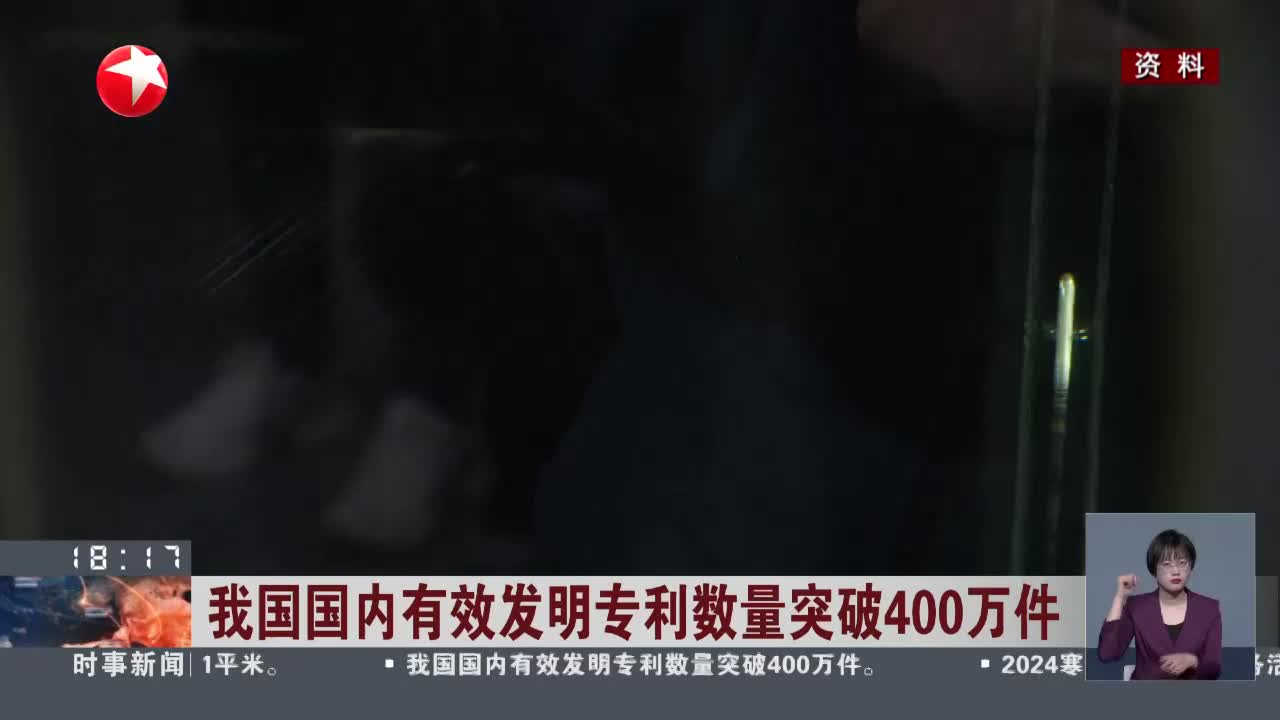 资料
18:17
我国国内有效发明专利数量突破400万件
时事新闻 1平米。 ▪ 我国国内有效发明专利数量突破400万件。 ▪ 2024寒